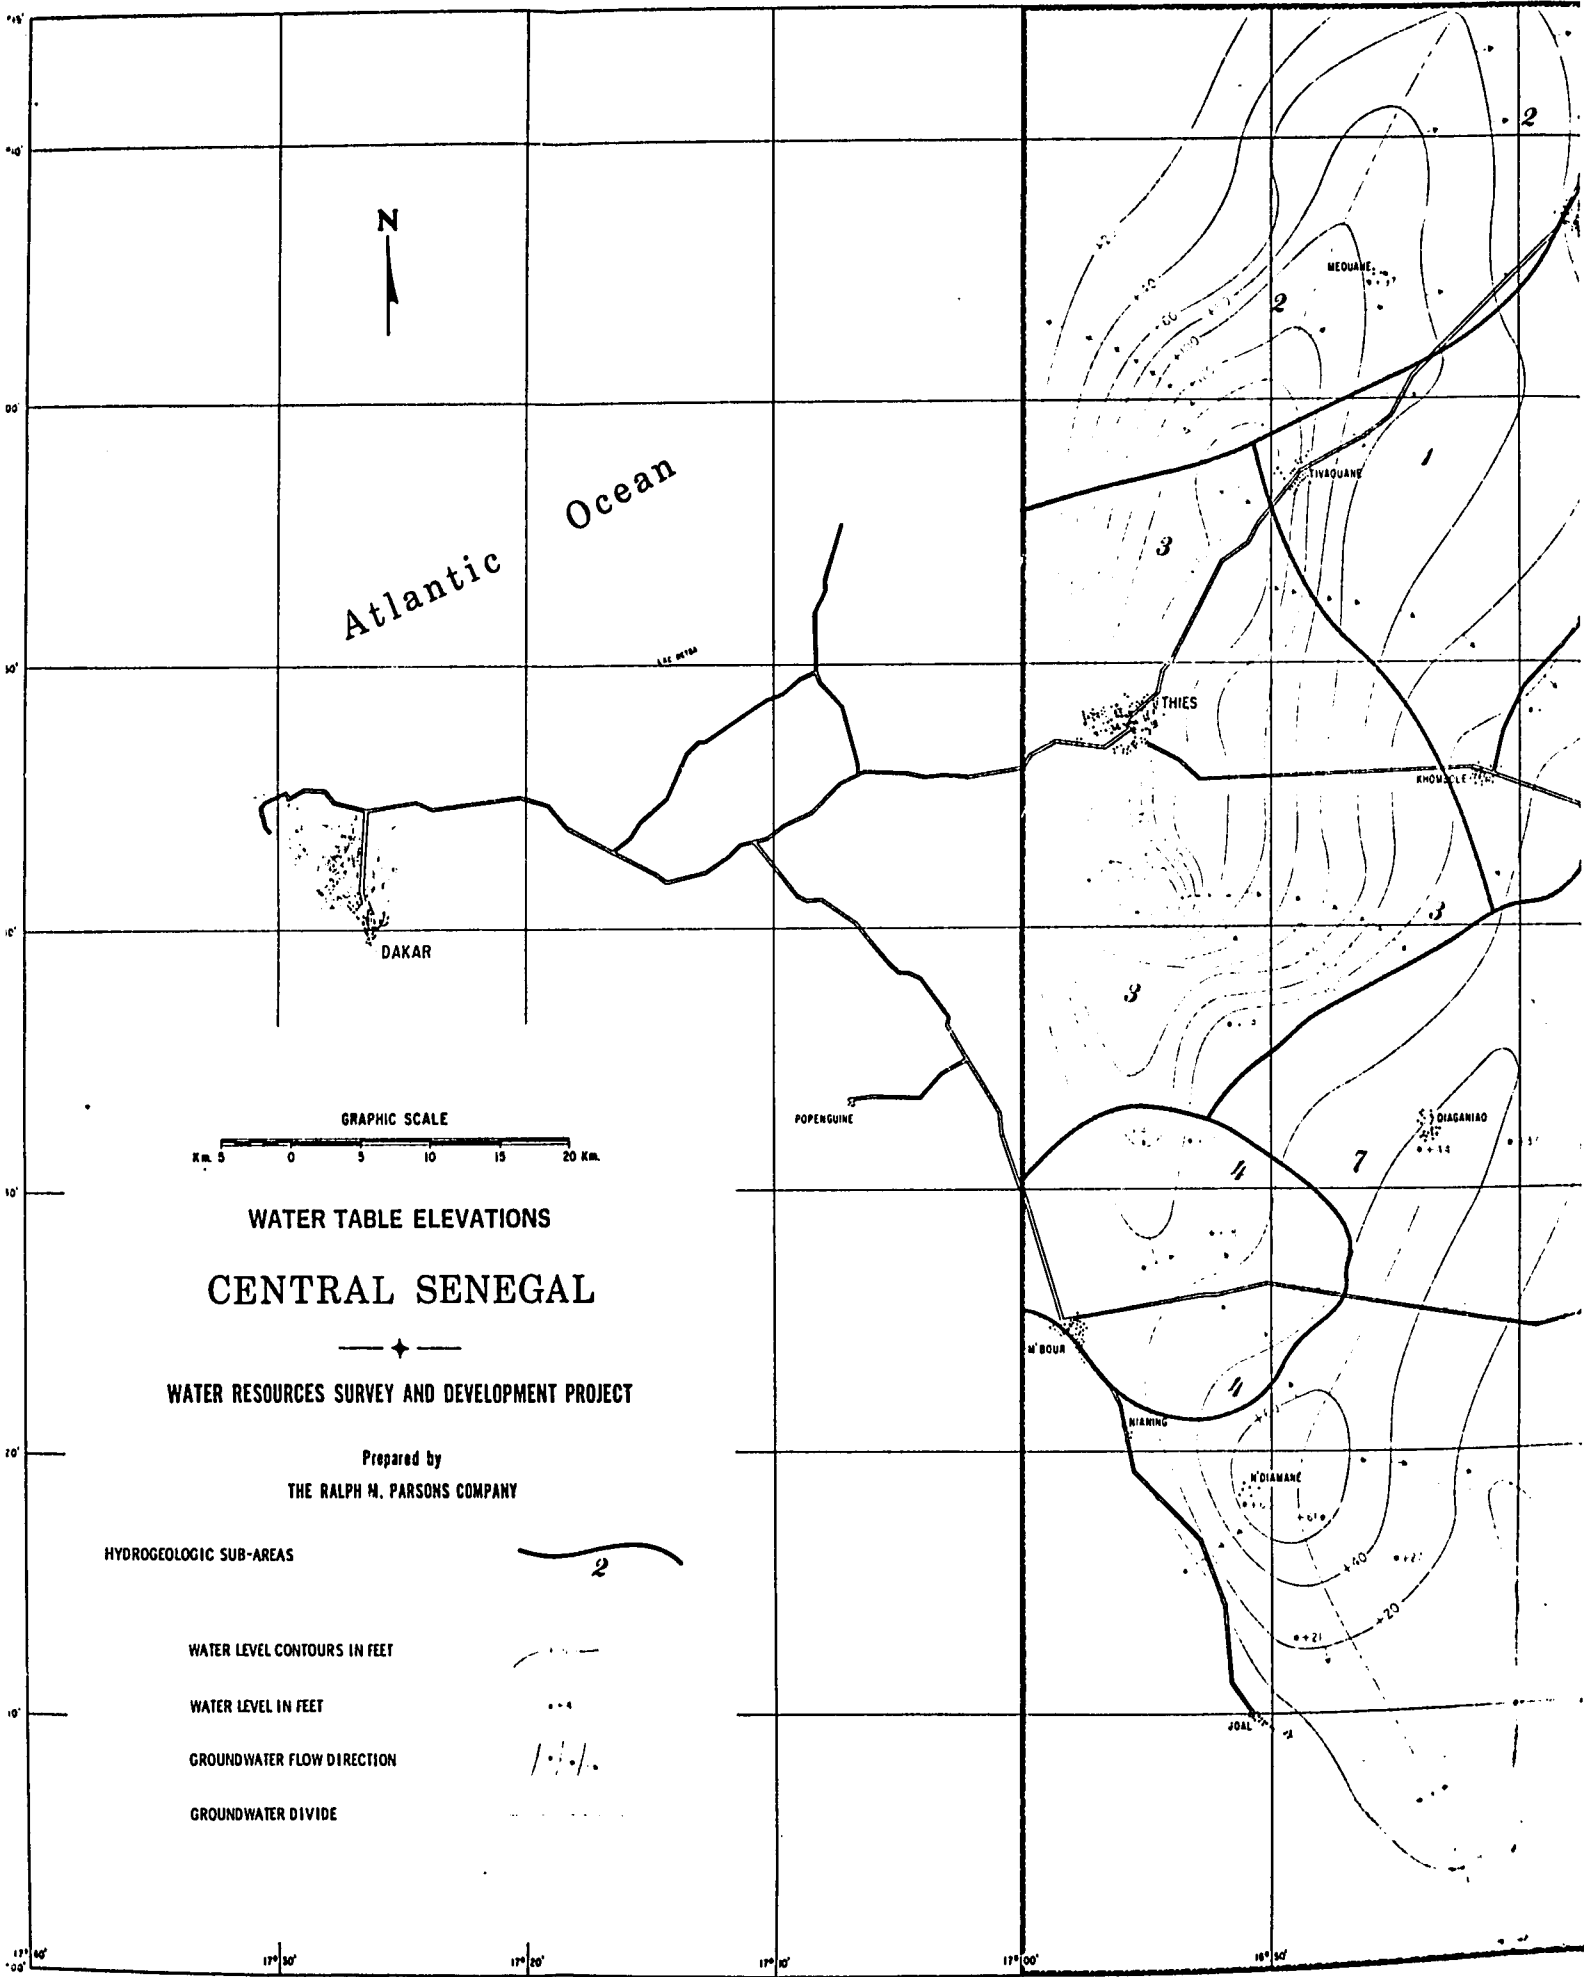 N
2
MEOUANE
2
Atlantic Ocean
TIVAOUANE
1
3
THIES
KHOMBOLE
DAKAR
3
3
GRAPHIC SCALE
Km. 5 0 5 10 15 20 Km.
POPENGUINE
DIAGANIAO
4
7
WATER TABLE ELEVATIONS
CENTRAL SENEGAL
M'BOUR
WATER RESOURCES SURVEY AND DEVELOPMENT PROJECT
4
NIANING
Prepared by
THE RALPH M. PARSONS COMPANY
N'DIAMANE
HYDROGEOLOGIC SUB-AREAS
2
+40
+20
+21
WATER LEVEL CONTOURS IN FEET
WATER LEVEL IN FEET
JOAL
GROUNDWATER FLOW DIRECTION
GROUNDWATER DIVIDE
17°30' 17°20' 17°10' 17°00' 16°50'